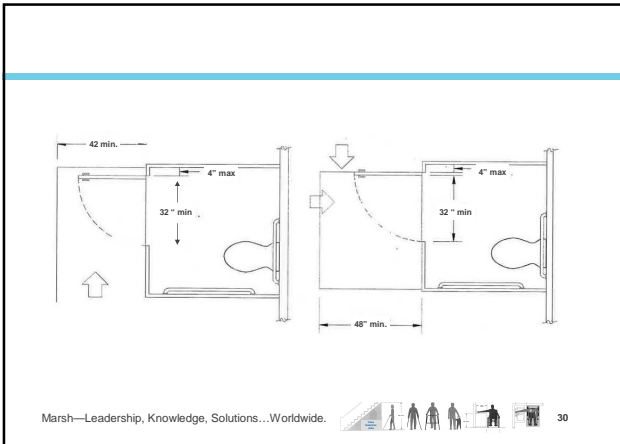 42 min.
4" max
32 " min
4" max
32 " min
48" min.
Marsh—Leadership, Knowledge, Solutions…Worldwide.
30